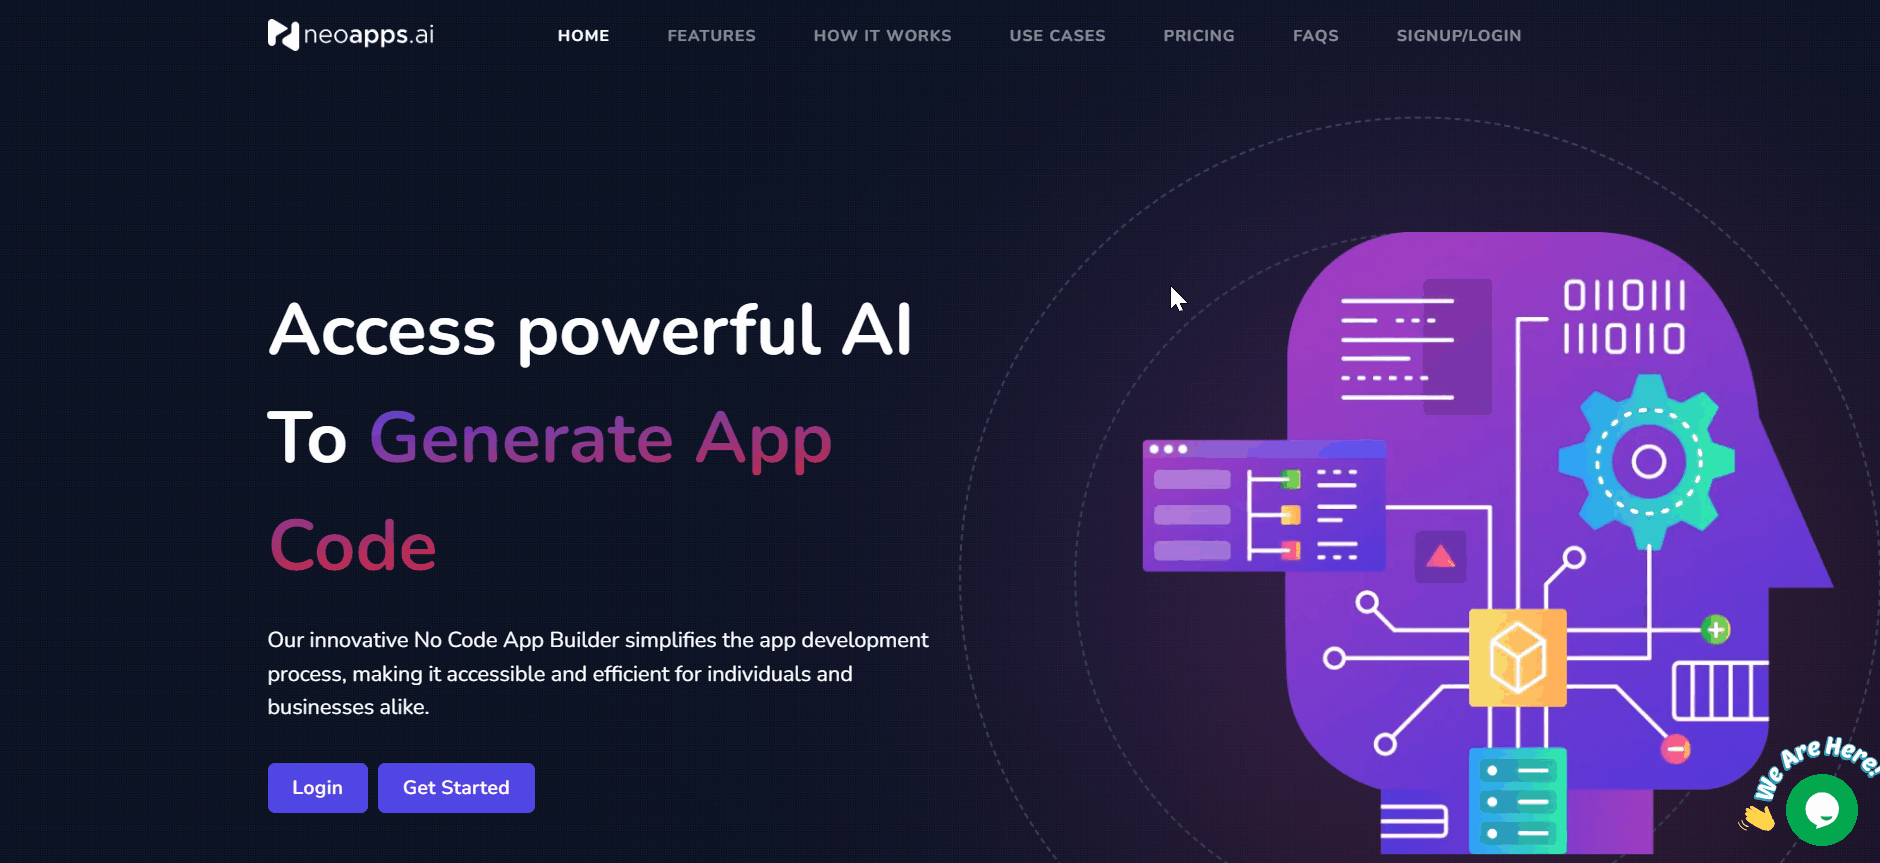 neoapps.ai
HOME FEATURES HOW IT WORKS USE CASES PRICING FAQS SIGNUP/LOGIN
Access powerful AI
To Generate App
Code
Our innovative No Code App Builder simplifies the app development
process, making it accessible and efficient for individuals and
businesses alike.
Login Get Started
0110111
1110110
We Are Here!